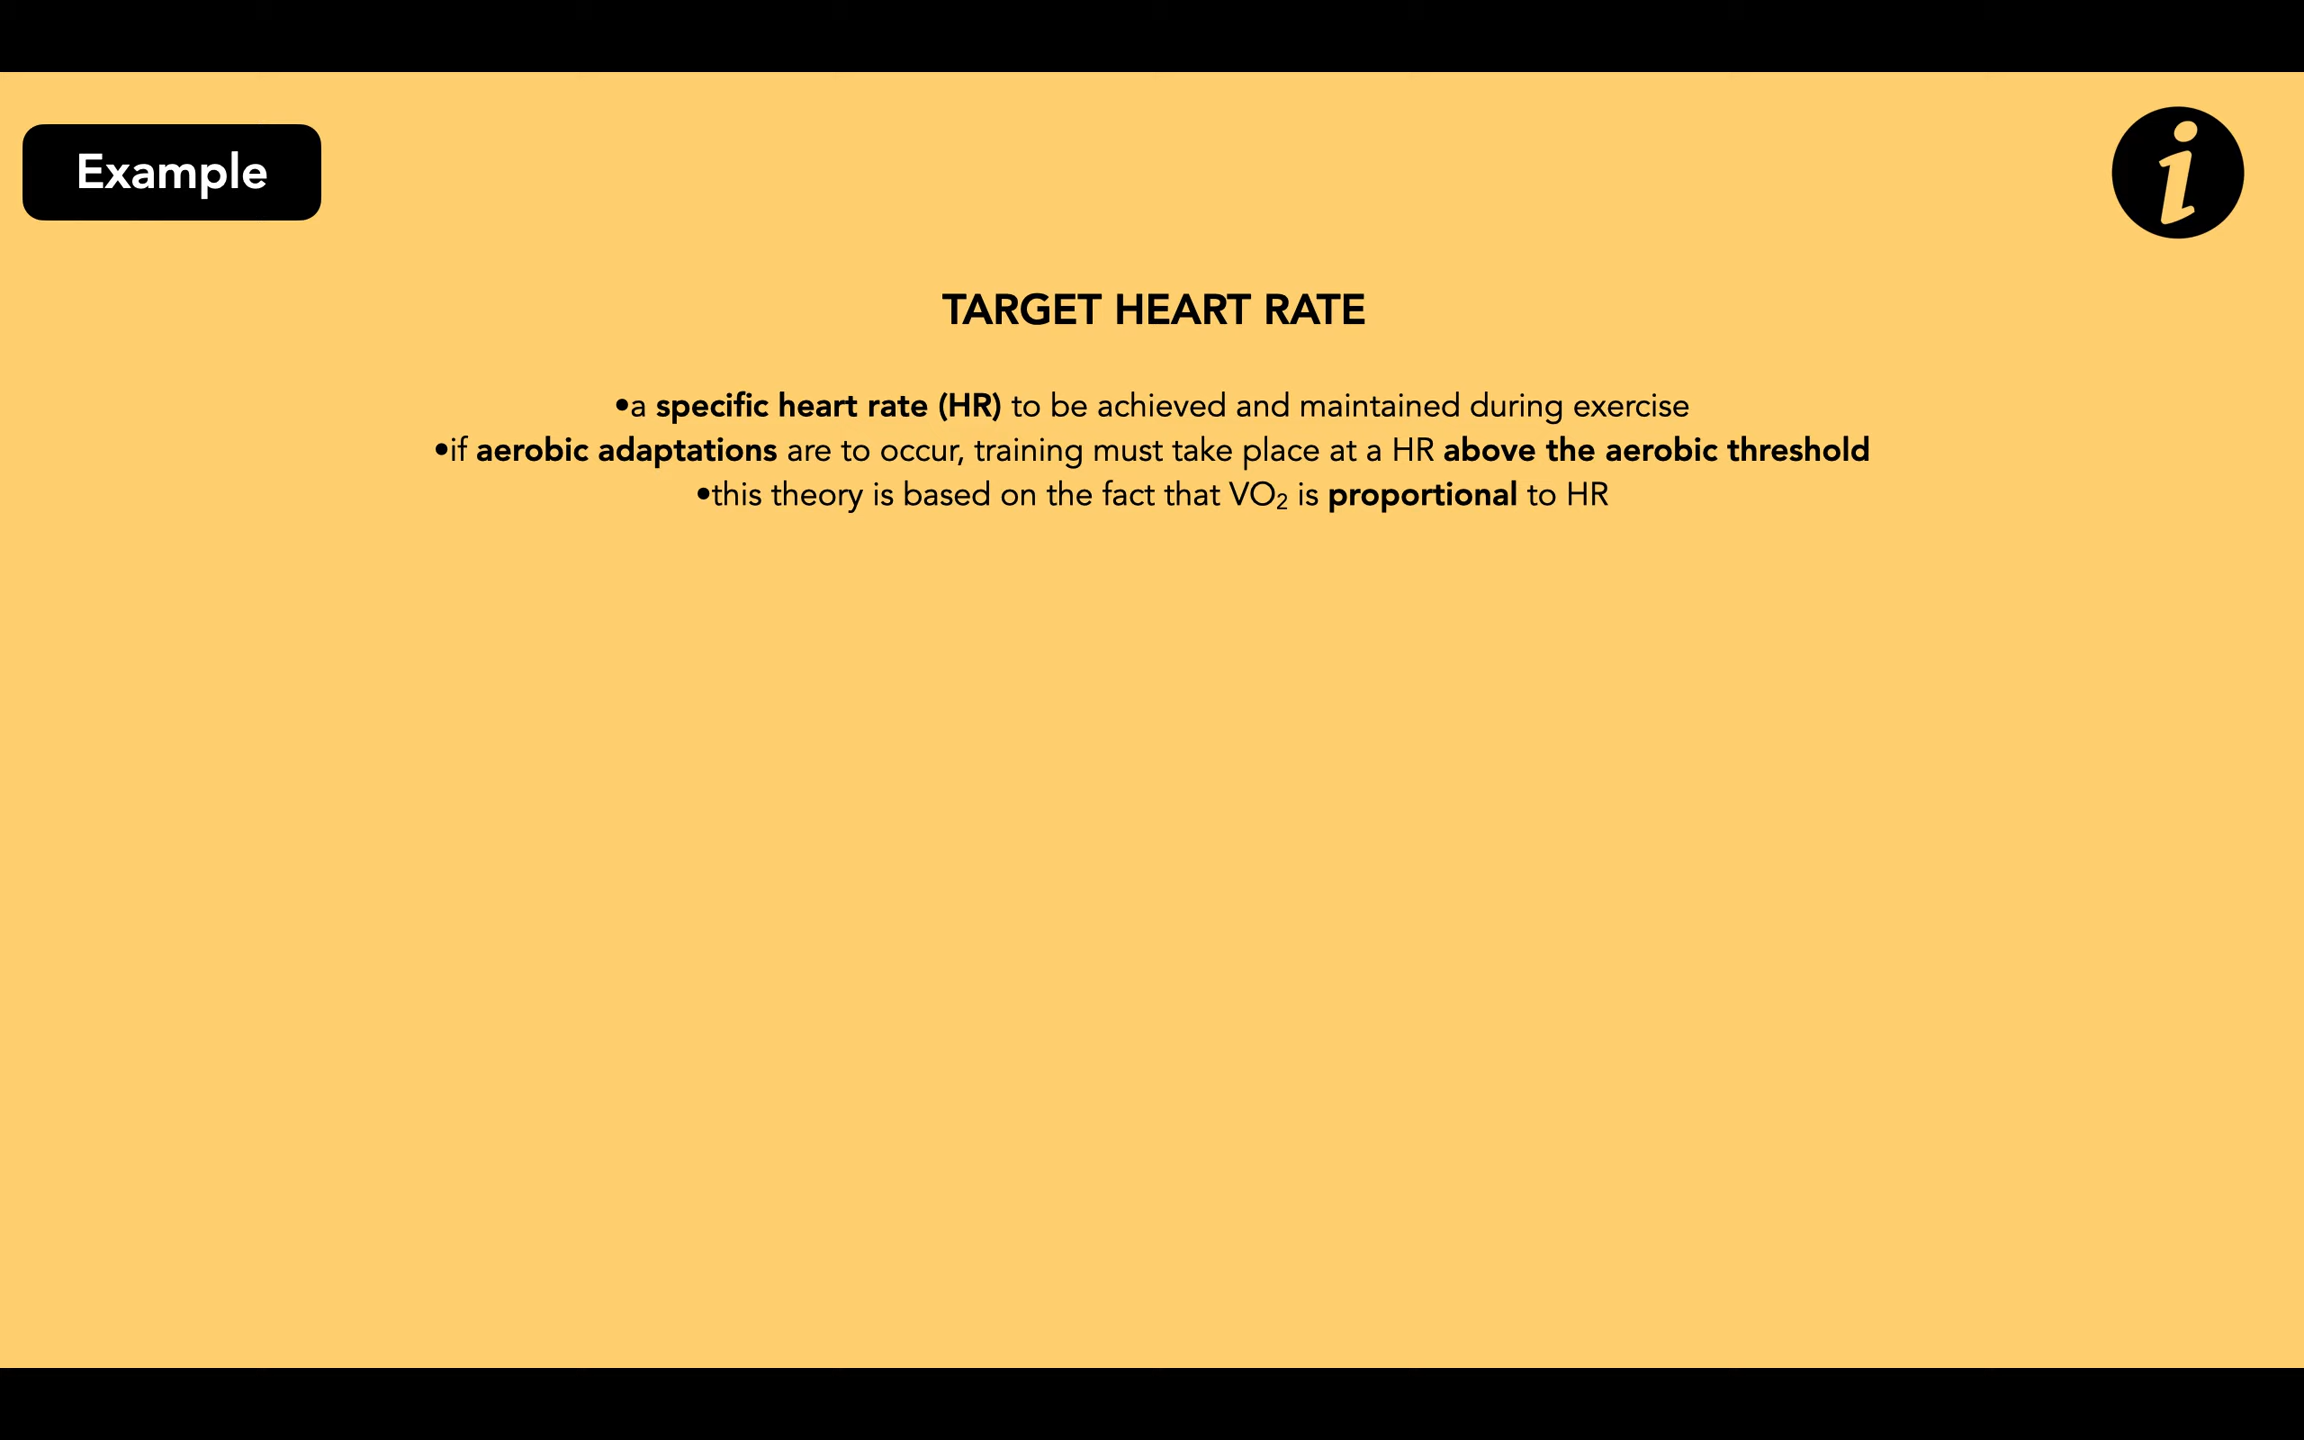 Example
i
TARGET HEART RATE
•a specific heart rate (HR) to be achieved and maintained during exercise
•if aerobic adaptations are to occur, training must take place at a HR above the aerobic threshold
•this theory is based on the fact that VO₂ is proportional to HR